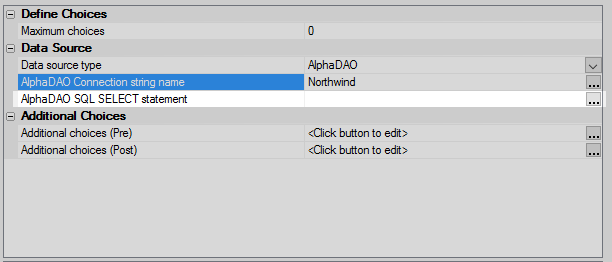 Define Choices
Maximum choices 0
Data Source
Data source type AlphaDAO
AlphaDAO Connection string name Northwind ...
AlphaDAO SQL SELECT statement ...
Additional Choices
Additional choices (Pre) <Click button to edit> ...
Additional choices (Post) <Click button to edit> ...